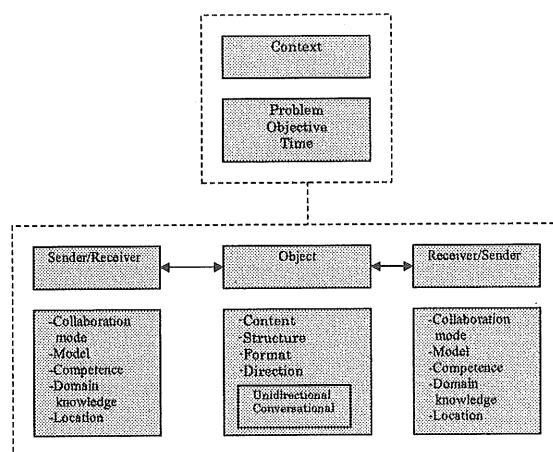 Context
Problem
Objective
Time
Sender/Receiver
Object
Receiver/Sender
-Collaboration
mode
-Model
-Competence
-Domain
knowledge
-Location
-Content
-Structure
-Format
-Direction
Unidirectional
Conversational
-Collaboration
mode
-Model
-Competence
-Domain
knowledge
-Location